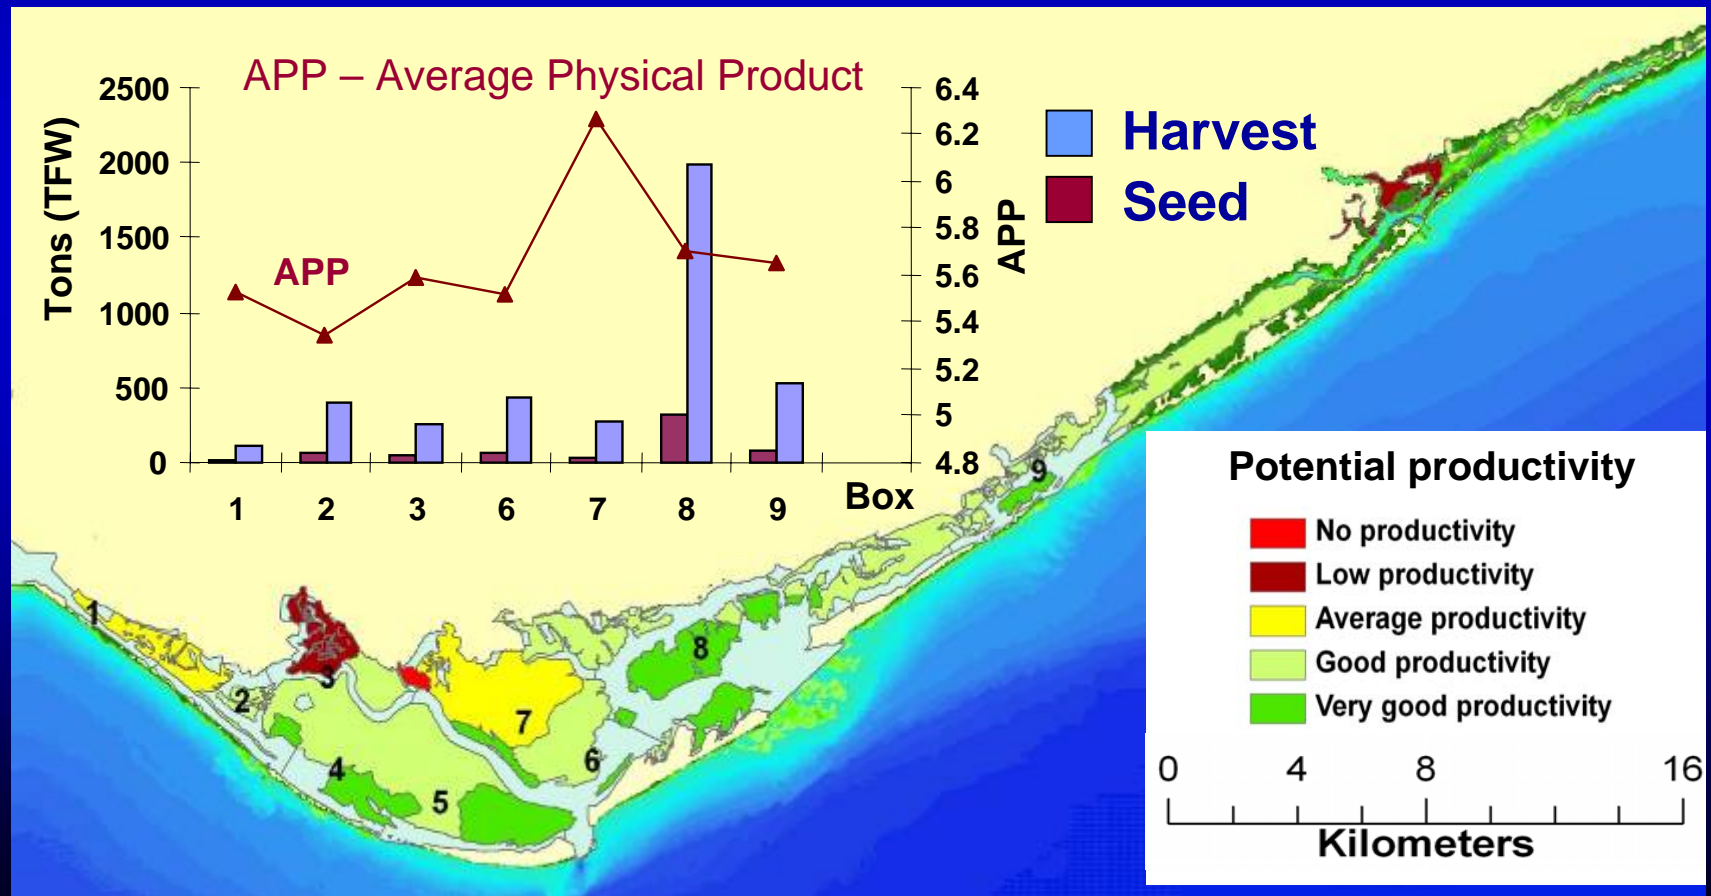 APP – Average Physical Product
2500
2000
1500
1000
500
0
Tons (TFW)
APP
6.4
6.2
6
5.8
5.6
5.4
5.2
5
4.8
APP
1 2 3 6 7 8 9 Box
Harvest
Seed
1
2
3
4
5
6
7
8
9
Potential productivity
No productivity
Low productivity
Average productivity
Good productivity
Very good productivity
0 4 8 16
Kilometers